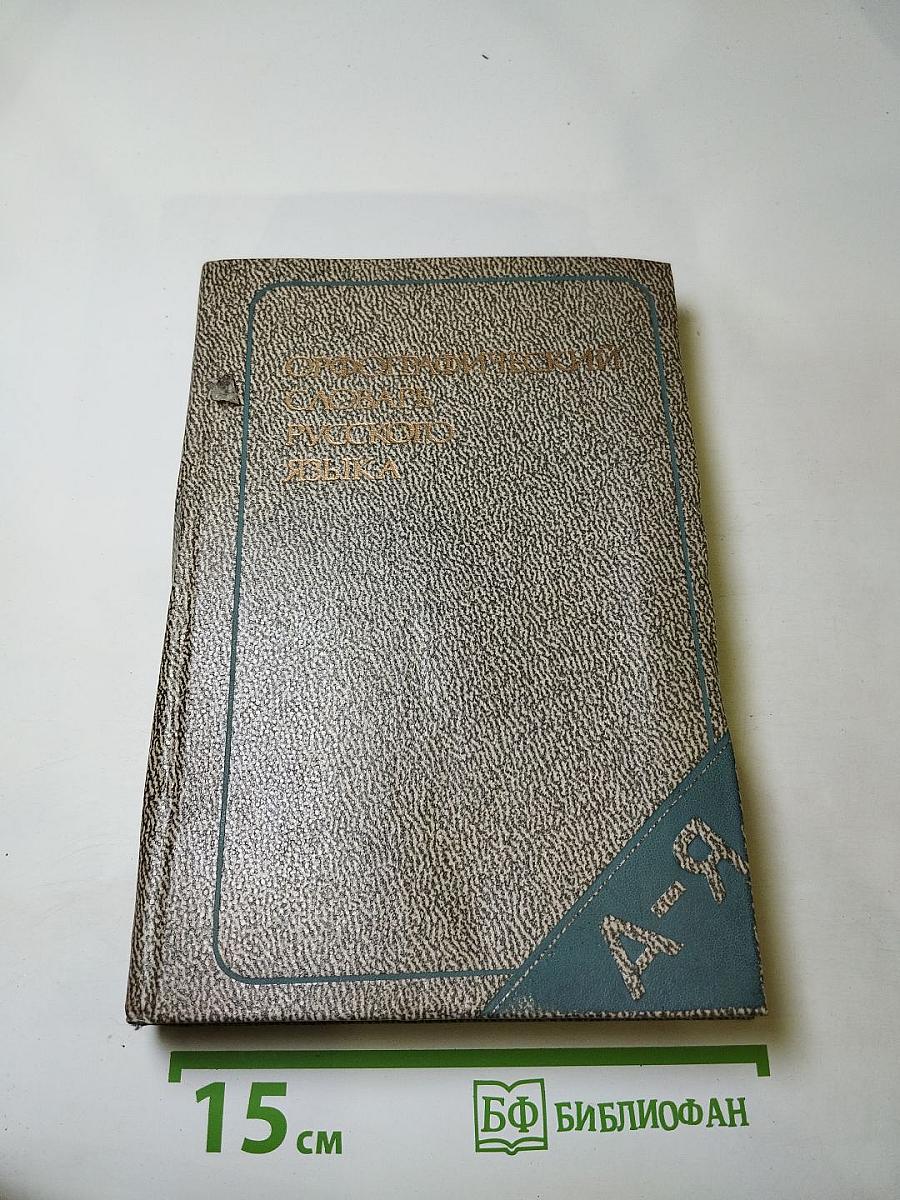 ОРФОГРАФИЧЕСКИЙ
СЛОВАРЬ
РУССКОГО
ЯЗЫКА
А-Я
15 см
БФ БИБЛИОФАН